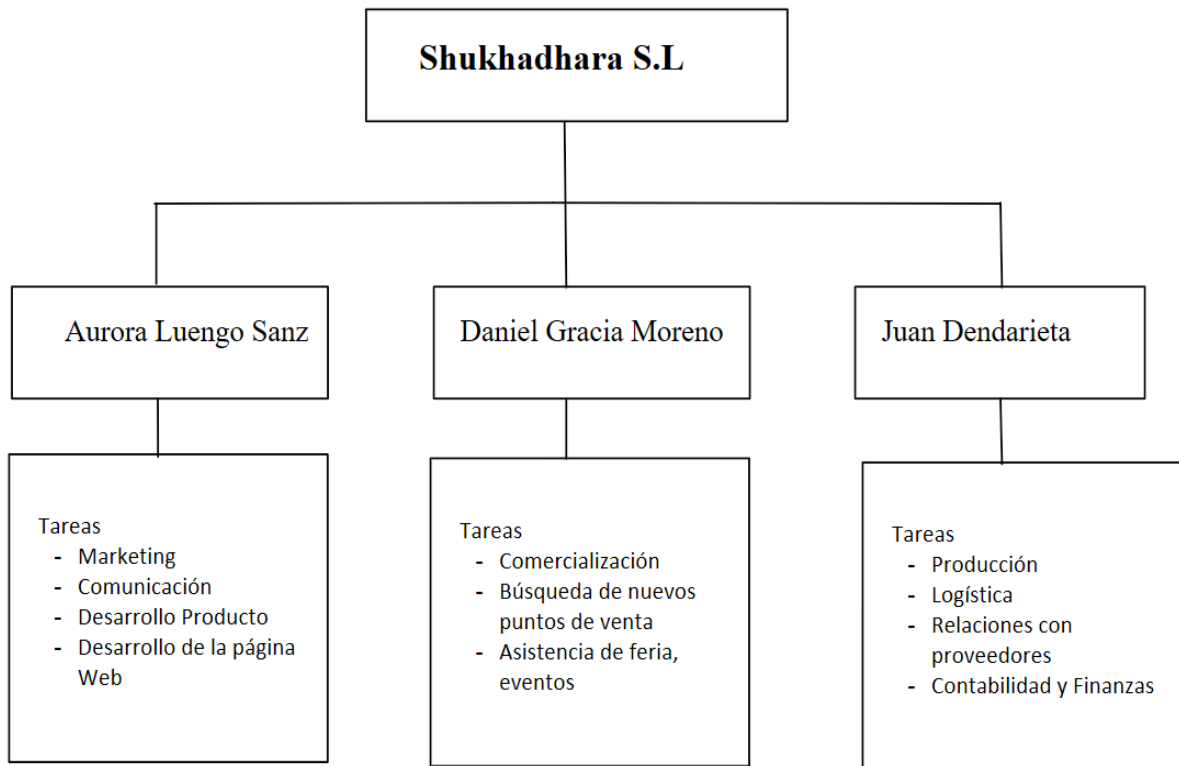 Shukhadhara S.L
Aurora Luengo Sanz
Daniel Gracia Moreno
Juan Dendarieta
Tareas
- Marketing
- Comunicación
- Desarrollo Producto
- Desarrollo de la página
Web
Tareas
- Comercialización
- Búsqueda de nuevos
puntos de venta
- Asistencia de feria,
eventos
Tareas
- Producción
- Logística
- Relaciones con
proveedores
- Contabilidad y Finanzas